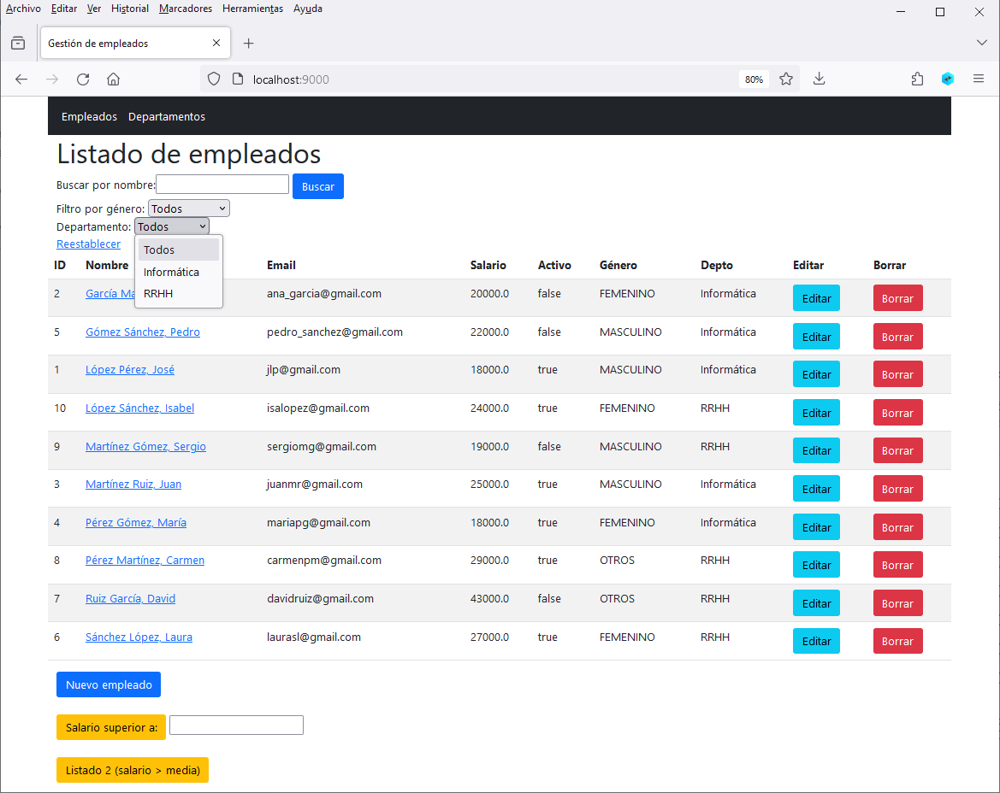 Archivo Editar Ver Historial Marcadores Herramientas Ayuda
Gestión de empleados
localhost:9000 80%
Empleados Departamentos
Listado de empleados
Buscar por nombre: Buscar
Filtro por género: Todos
Departamento: Todos
Reestablecer
Todos
Informática
RRHH
ID Nombre Email Salario Activo Género Depto Editar Borrar
2 García Ma ana_garcia@gmail.com 20000.0 false FEMENINO Informática Editar Borrar
5 Gómez Sánchez, Pedro pedro_sanchez@gmail.com 22000.0 false MASCULINO Informática Editar Borrar
1 López Pérez, José jlp@gmail.com 18000.0 true MASCULINO Informática Editar Borrar
10 López Sánchez, Isabel isalopez@gmail.com 24000.0 true FEMENINO RRHH Editar Borrar
9 Martínez Gómez, Sergio sergiomg@gmail.com 19000.0 false MASCULINO RRHH Editar Borrar
3 Martínez Ruiz, Juan juanmr@gmail.com 25000.0 true MASCULINO Informática Editar Borrar
4 Pérez Gómez, María mariapg@gmail.com 18000.0 true FEMENINO Informática Editar Borrar
8 Pérez Martínez, Carmen carmenpm@gmail.com 29000.0 true OTROS RRHH Editar Borrar
7 Ruiz García, David davidruiz@gmail.com 43000.0 false OTROS RRHH Editar Borrar
6 Sánchez López, Laura laurasl@gmail.com 27000.0 true FEMENINO RRHH Editar Borrar
Nuevo empleado
Salario superior a:
Listado 2 (salario > media)